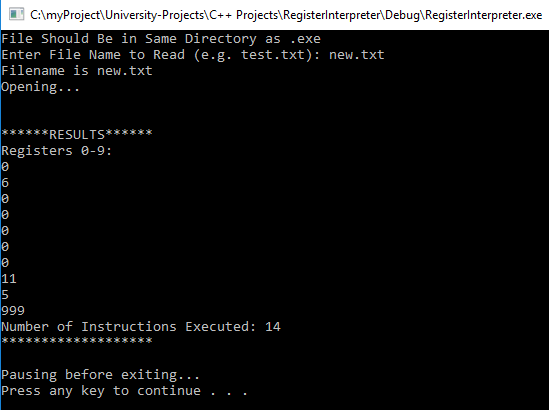 C:\myProject\University-Projects\C++ Projects\RegisterInterpreter\Debug\RegisterInterpreter.exe
File Should Be in Same Directory as .exe
Enter File Name to Read (e.g. test.txt): new.txt
Filename is new.txt
Opening...
******RESULTS******
Registers 0-9:
0
6
0
0
0
0
0
11
5
999
Number of Instructions Executed: 14
*******************
Pausing before exiting...
Press any key to continue . . .